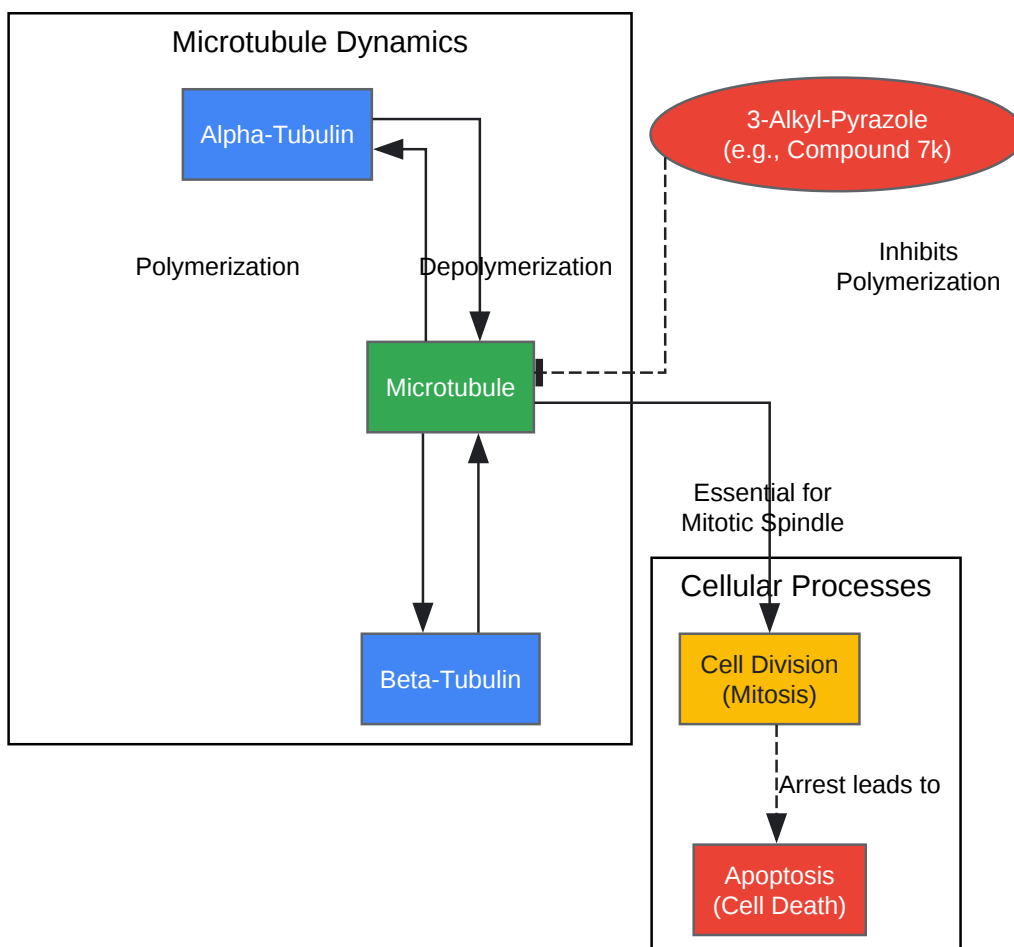 Microtubule Dynamics
Alpha-Tubulin
3-Alkyl-Pyrazole
(e.g., Compound 7k)
Polymerization
Depolymerization
Inhibits
Polymerization
Microtubule
Essential for
Mitotic Spindle
Cellular Processes
Beta-Tubulin
Cell Division
(Mitosis)
Arrest leads to
Apoptosis
(Cell Death)